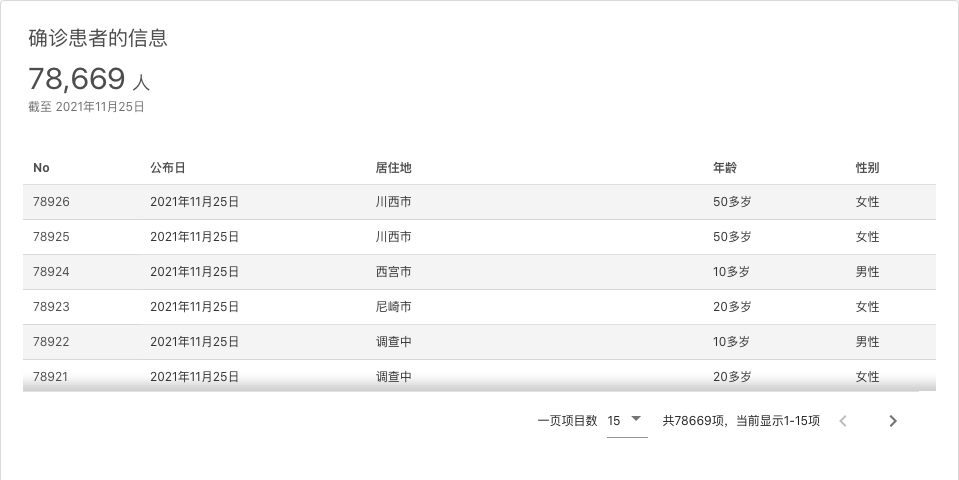 确诊患者的信息
78,669 人
截至 2021年11月25日
No 公布日 居住地 年龄 性别
78926 2021年11月25日 川西市 50多岁 女性
78925 2021年11月25日 川西市 50多岁 女性
78924 2021年11月25日 西宫市 10多岁 男性
78923 2021年11月25日 尼崎市 20多岁 女性
78922 2021年11月25日 调查中 10多岁 男性
78921 2021年11月25日 调查中 20多岁 女性
一页项目数 15 共78669项，当前显示1-15项